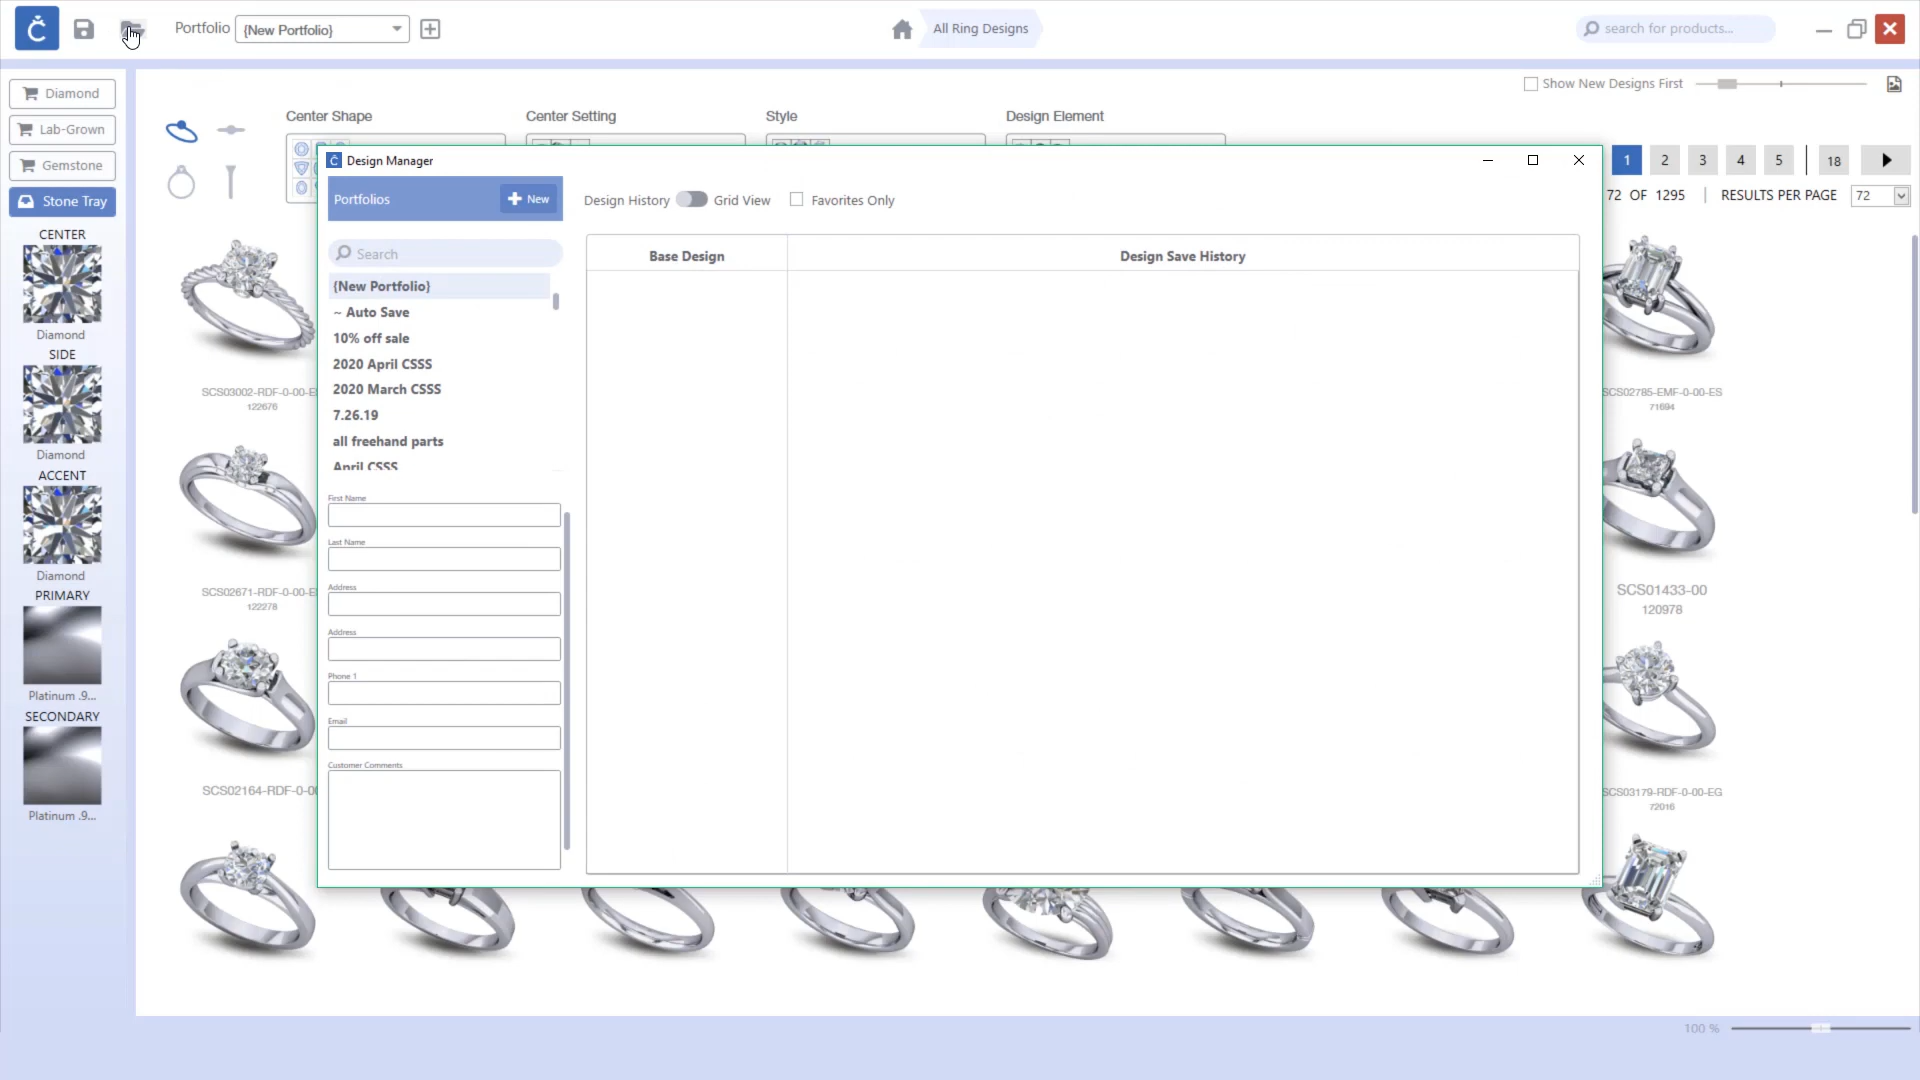 Č
Portfolio
{New Portfolio}
All Ring Designs
search for products...
Diamond
Lab-Grown
Gemstone
Stone Tray
CENTER
Diamond
SIDE
Diamond
ACCENT
Diamond
PRIMARY
Platinum .9...
SECONDARY
Platinum .9...
Show New Designs First
Center Shape
Center Setting
Style
Design Element
1 2 3 4 5 18
72 OF 1295 | RESULTS PER PAGE 72
Č Design Manager
Portfolios
New
Design History
Grid View
Favorites Only
Search
Base Design
Design Save History
{New Portfolio}
~ Auto Save
10% off sale
2020 April CSSS
2020 March CSSS
7.26.19
all freehand parts
April CSSS
First Name
Last Name
Address
Address
Phone 1
Email
Customer Comments
SCS03002-RDF-0-00-E
122676
SCS02785-EMF-0-00-ES
71694
SCS02671-RDF-0-00-E
122278
SCS01433-00
120978
SCS02164-RDF-0-0
SCS03179-RDF-0-00-EG
72016
100 %